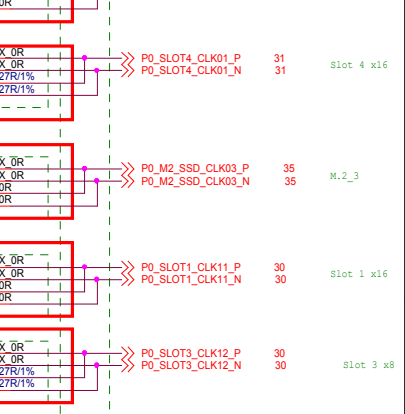 0R
X_0R P0_SLOT4_CLK01_P 31
X_0R P0_SLOT4_CLK01_N 31 Slot 4 x16
27R/1%
27R/1%
X_0R P0_M2_SSD_CLK03_P 35
X_0R P0_M2_SSD_CLK03_N 35 M.2_3
0R
0R
X_0R P0_SLOT1_CLK11_P 30
X_0R P0_SLOT1_CLK11_N 30 Slot 1 x16
0R
0R
X_0R P0_SLOT3_CLK12_P 30
X_0R P0_SLOT3_CLK12_N 30 Slot 3 x8
27R/1%
27R/1%